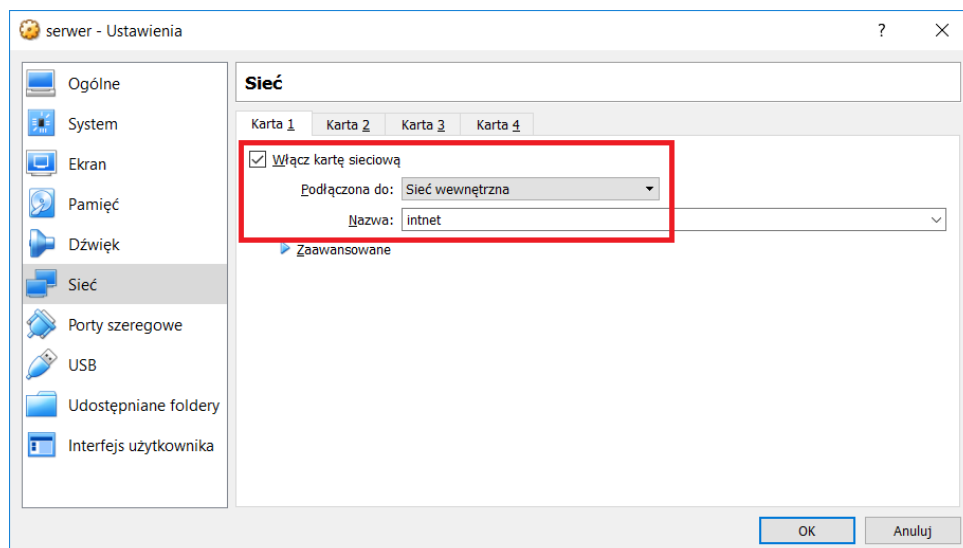 serwer - Ustawienia
?
Ogólne
System
Ekran
Pamięć
Dźwięk
Sieć
Porty szeregowe
USB
Udostępniane foldery
Interfejs użytkownika
Sieć
Karta 1 Karta 2 Karta 3 Karta 4
Włącz kartę sieciową
Podłączona do: Sieć wewnętrzna
Nazwa: intnet
Zaawansowane
OK Anuluj